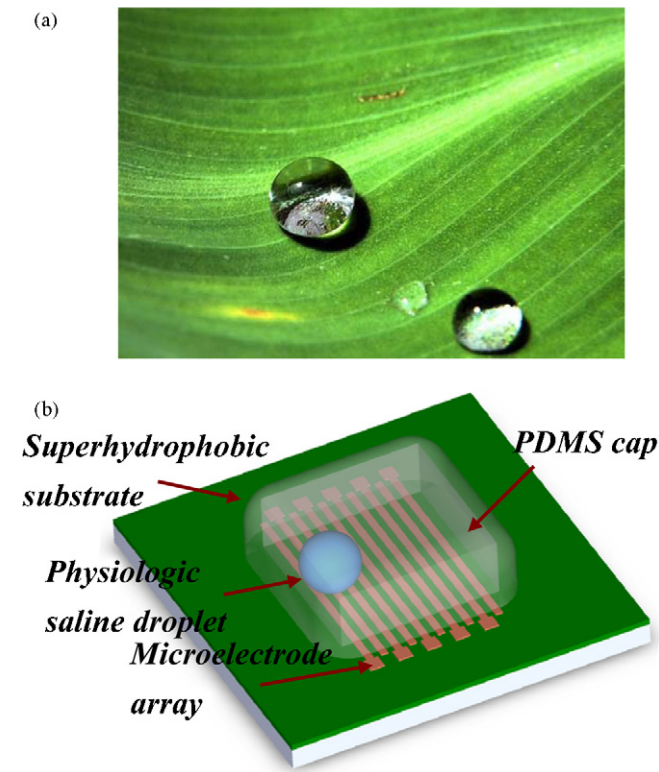 (a)
(b)
Superhydrophobic
substrate
PDMS cap
Physiologic
saline droplet
Microelectrode
array